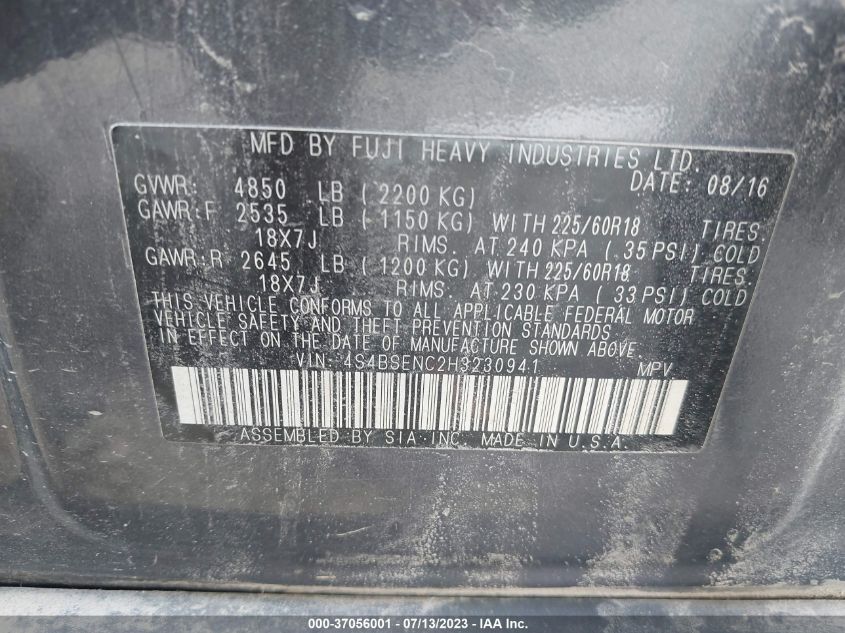 MFD BY FUJI HEAVY INDUSTRIES LTD.
DATE: 08/16
GVWR: 4850 LB ( 2200 KG)
GAWR:F 2535 LB ( 1150 KG) WITH 225/60R18 TIRES.
18X7J RIMS. AT 240 KPA ( 35 PSI) COLD
GAWR:R 2645 LB ( 1200 KG) WITH 225/60R18 TIRES.
18X7J RIMS. AT 230 KPA ( 33 PSI) COLD
THIS VEHICLE CONFORMS TO ALL APPLICABLE FEDERAL MOTOR
VEHICLE SAFETY AND THEFT PREVENTION STANDARDS
IN EFFECT ON THE DATE OF MANUFACTURE SHOWN ABOVE.
VIN: 4S4BSENC2H3230941 MPV
ASSEMBLED BY SIA INC. MADE IN U.S.A.
000-37056001 - 07/13/2023 - IMPACT AUCTIONS